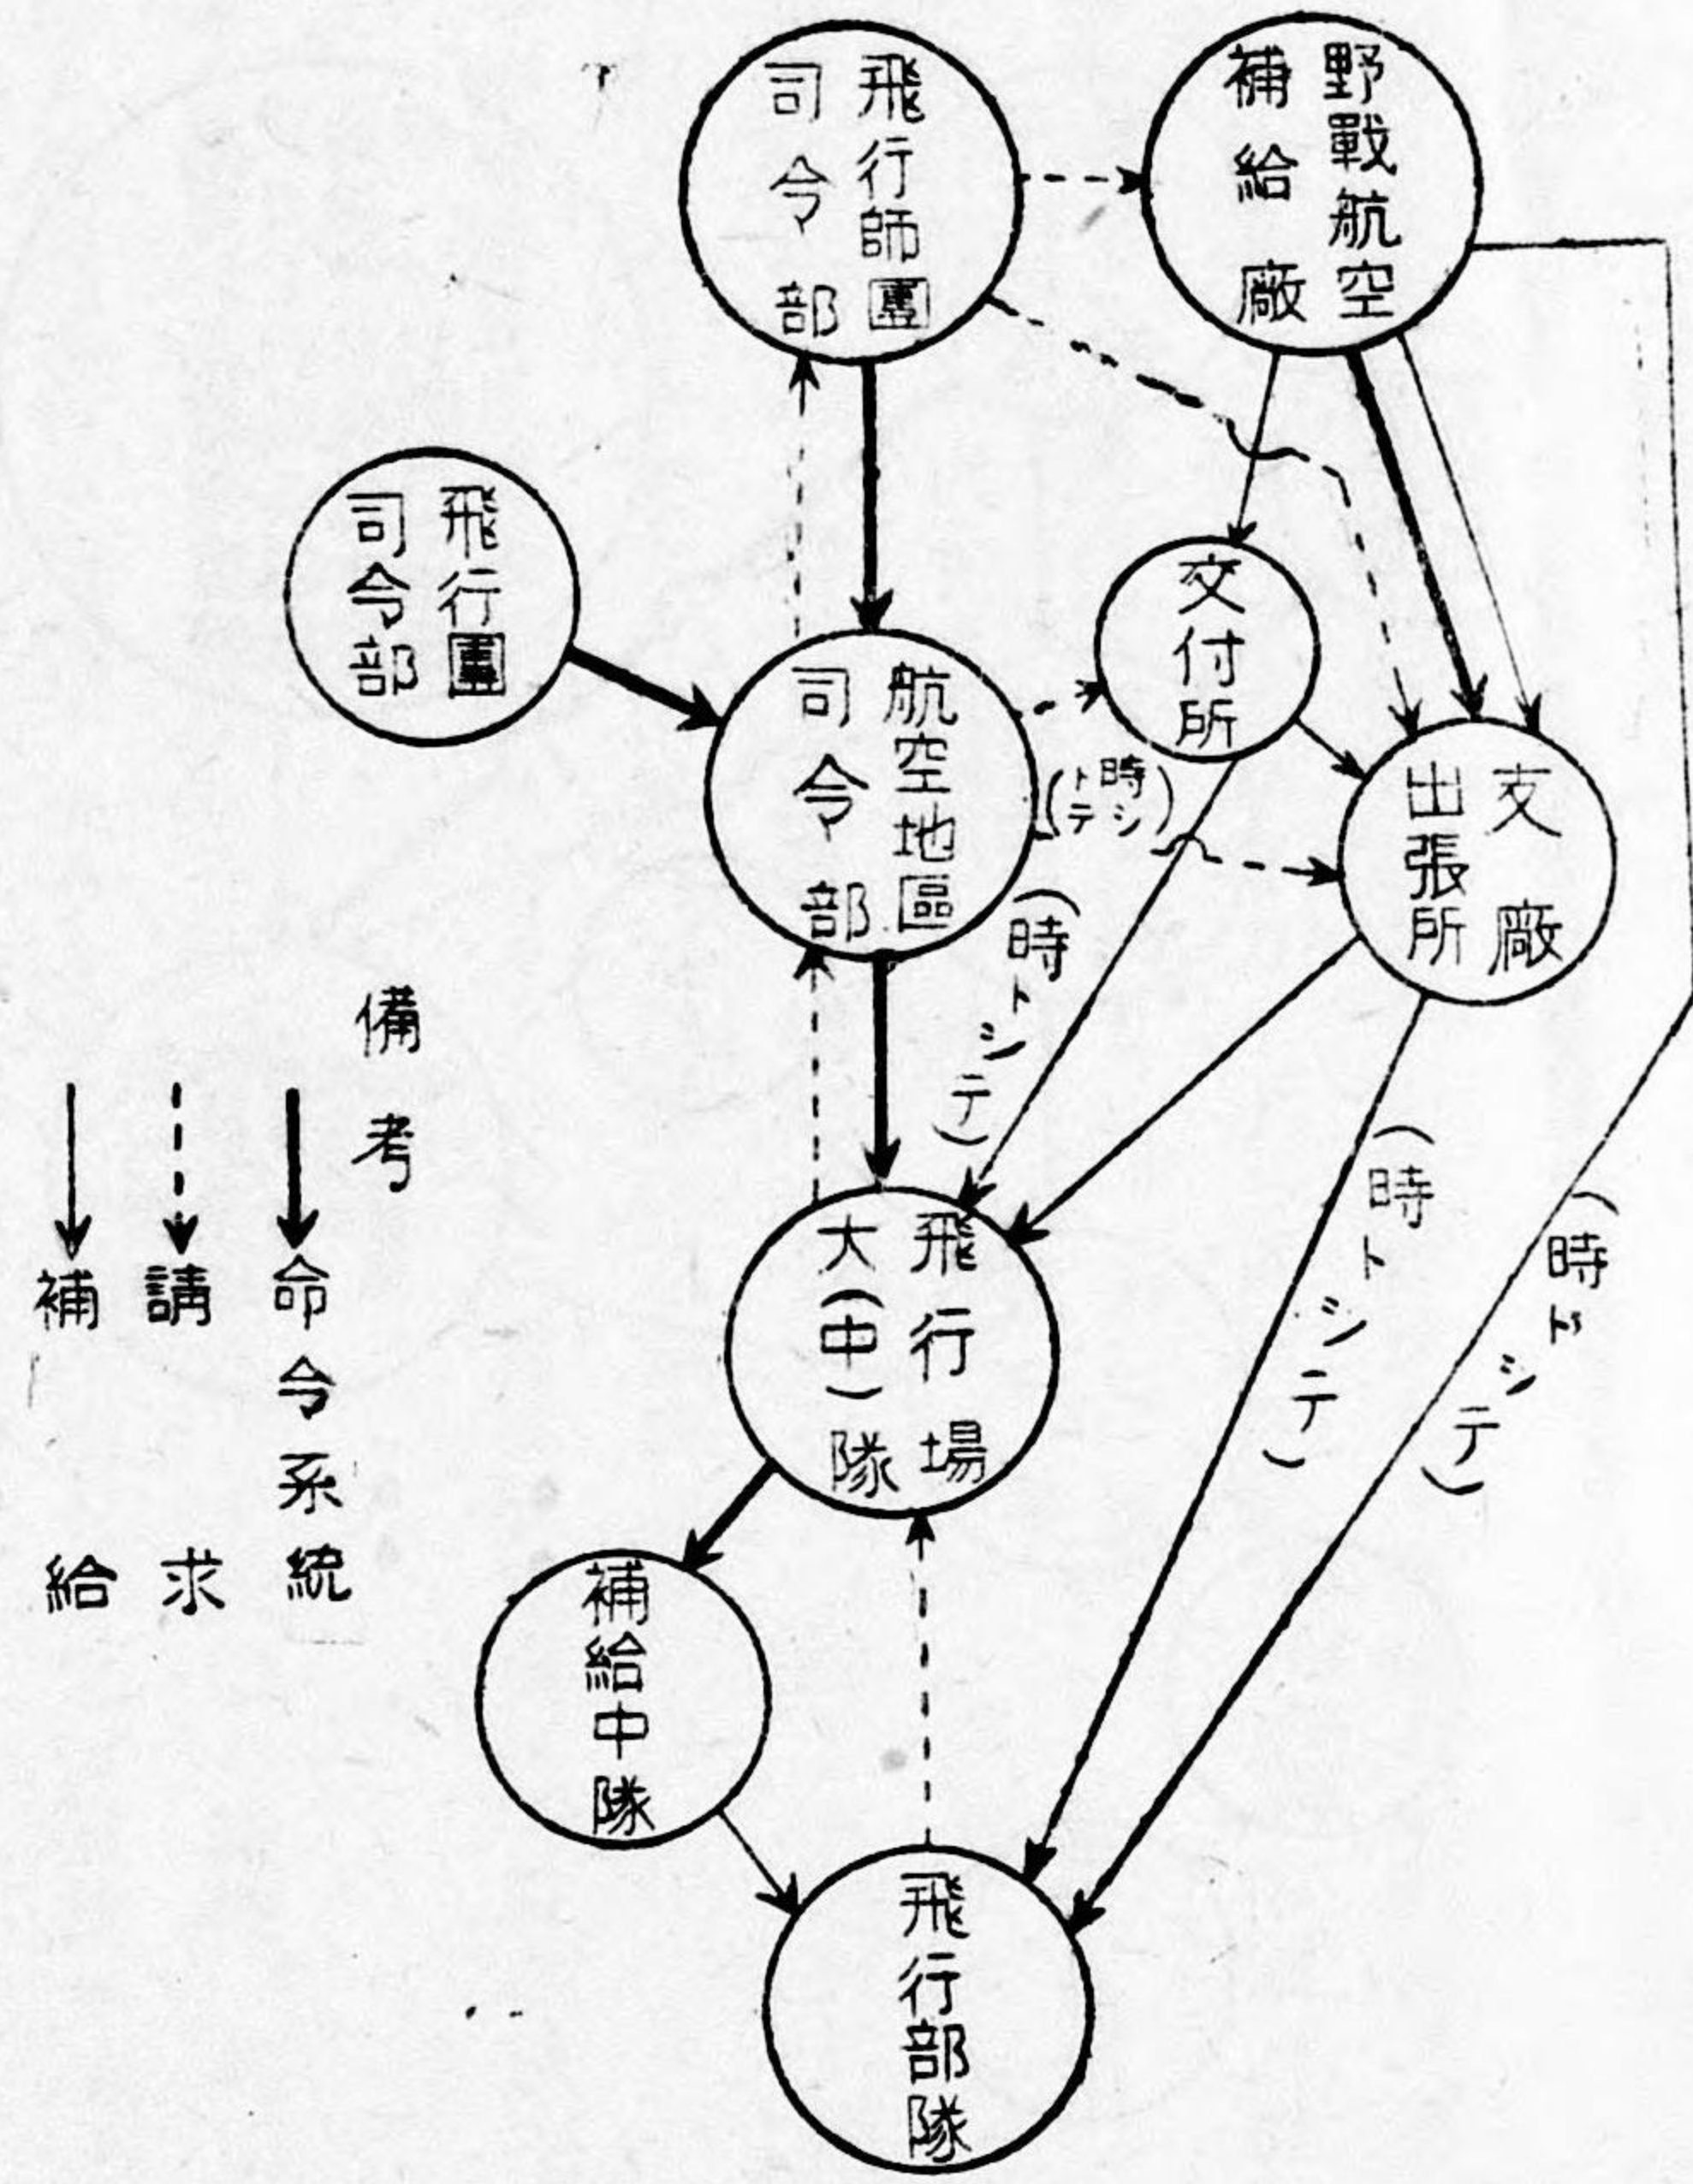 野戰航空
補給廠
飛行師團
司令部
飛行團
司令部
交付所
航空地區
司令部
(時シ
トテ)
支廠
出張所
(時トシテ)
(時トシテ)
(時トシテ)
飛行場
大(中)隊
補給中隊
飛行部隊
備考
命令系統
請求
補給